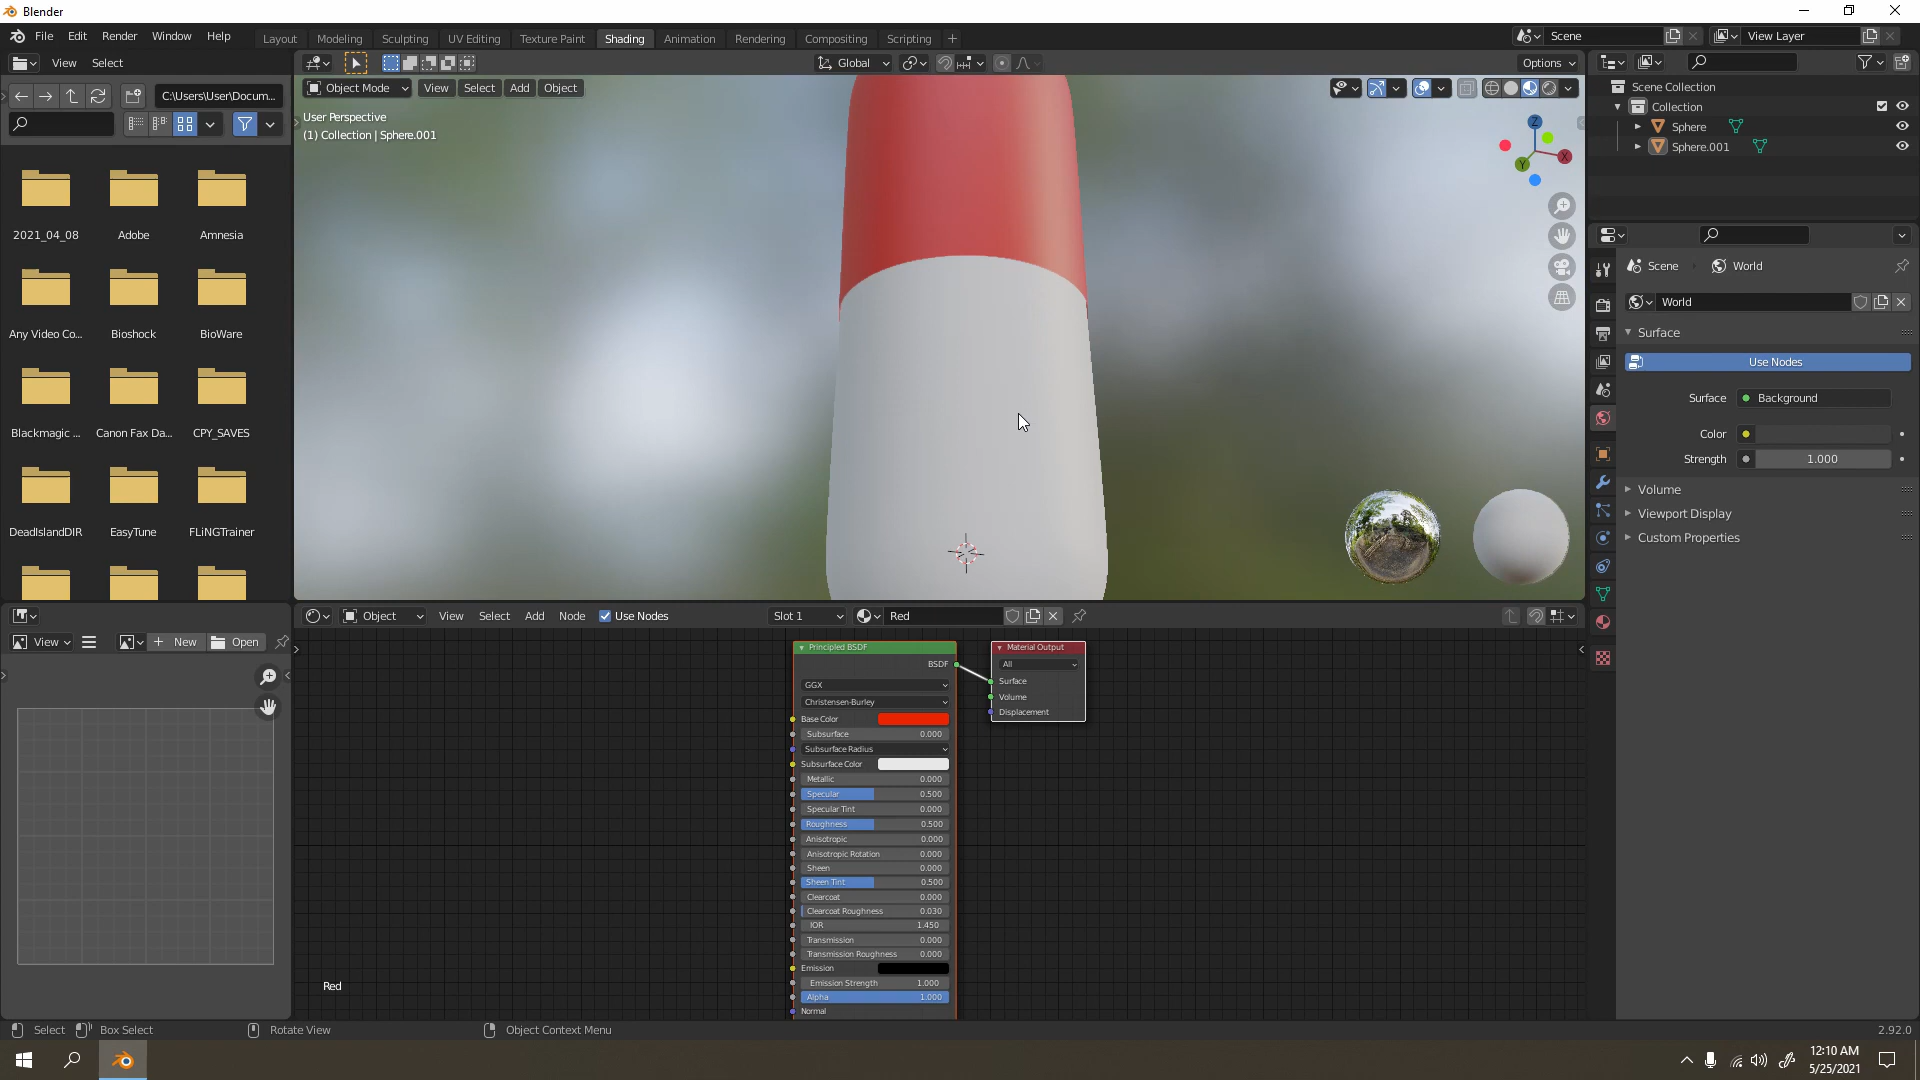 Blender
File Edit Render Window Help
Layout Modeling Sculpting UV Editing Texture Paint Shading Animation Rendering Compositing Scripting
Scene View Layer
View Select
Global Options
C:\Users\User\Docum...
Object Mode View Select Add Object
User Perspective
(1) Collection | Sphere.001
Z
X
Y
2021_04_08 Adobe Amnesia
Any Video Co... Bioshock BioWare
Blackmagic ... Canon Fax Da... CPY_SAVES
DeadIslandDIR EasyTune FLiNGTrainer
Scene Collection
Collection
Sphere
Sphere.001
Scene World
World
Surface
Use Nodes
Surface Background
Color
Strength 1.000
Volume
Viewport Display
Custom Properties
View New Open
Object View Select Add Node Use Nodes Slot 1 Red
Principled BSDF
BSDF
GGX
Christensen-Burley
Base Color
Subsurface 0.000
Subsurface Radius
Subsurface Color
Metallic 0.000
Specular 0.500
Specular Tint 0.000
Roughness 0.500
Anisotropic 0.000
Anisotropic Rotation 0.000
Sheen 0.000
Sheen Tint 0.500
Clearcoat 0.000
Clearcoat Roughness 0.030
IOR 1.450
Transmission 0.000
Transmission Roughness 0.000
Emission
Emission Strength 1.000
Alpha 1.000
Normal
Material Output
All
Surface
Volume
Displacement
Red
Select Box Select Rotate View Object Context Menu 2.92.0
12:10 AM
5/25/2021